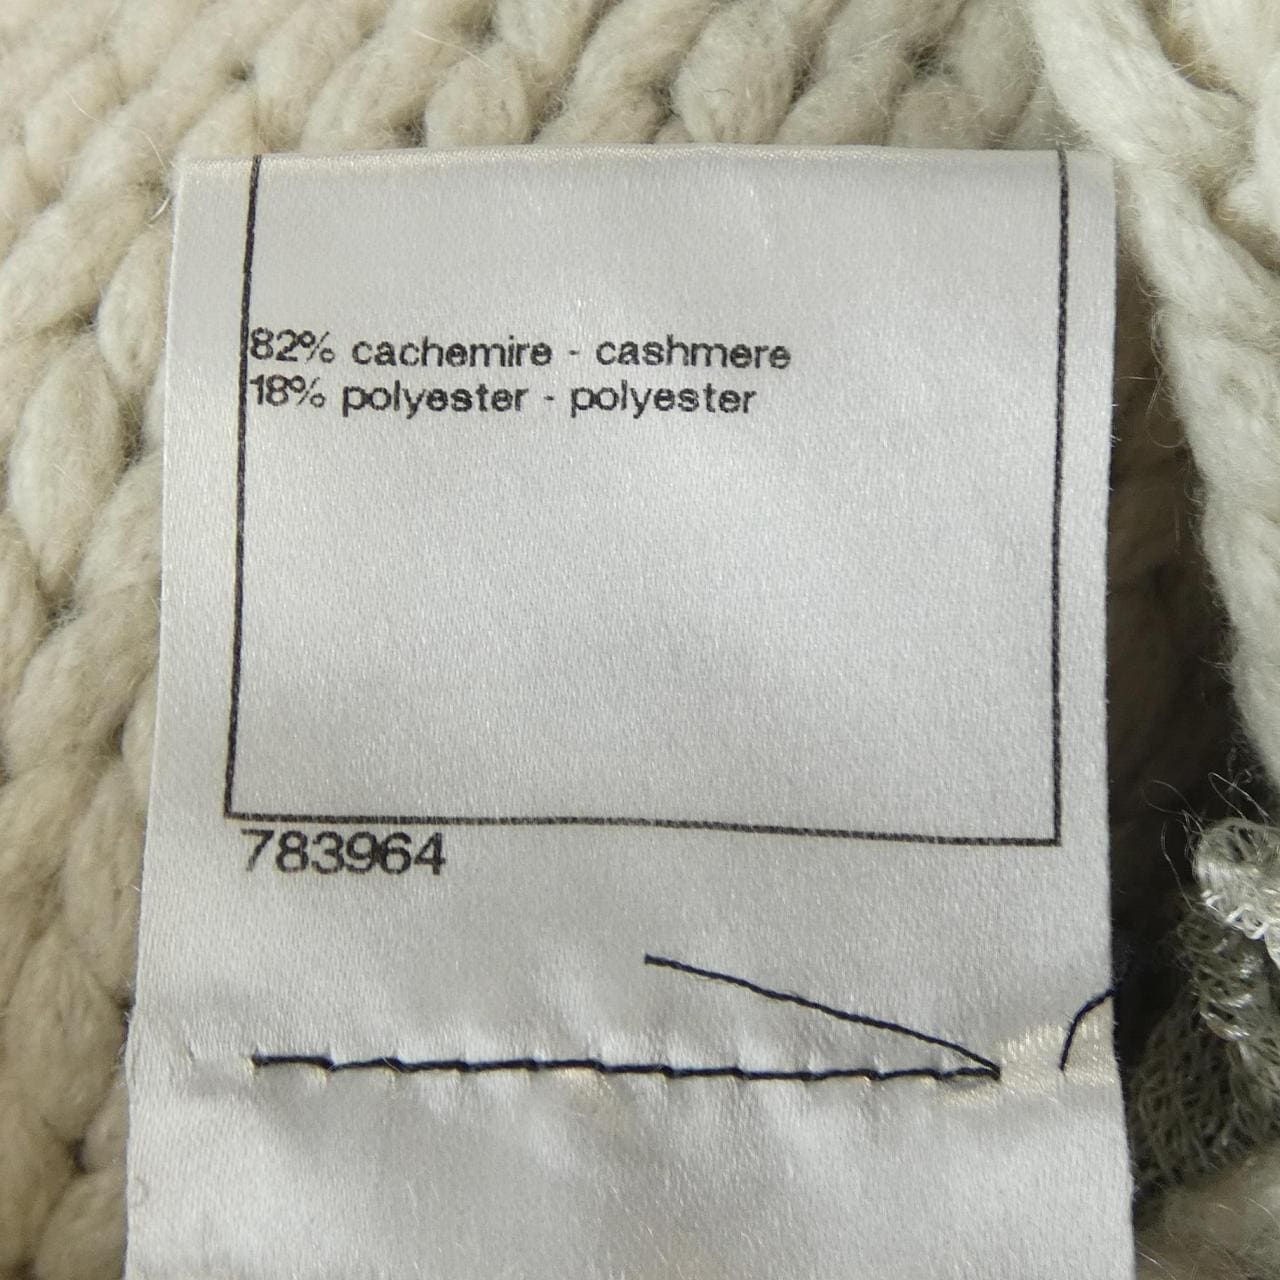 82% cachemire - cashmere
18% polyester - polyester
783964